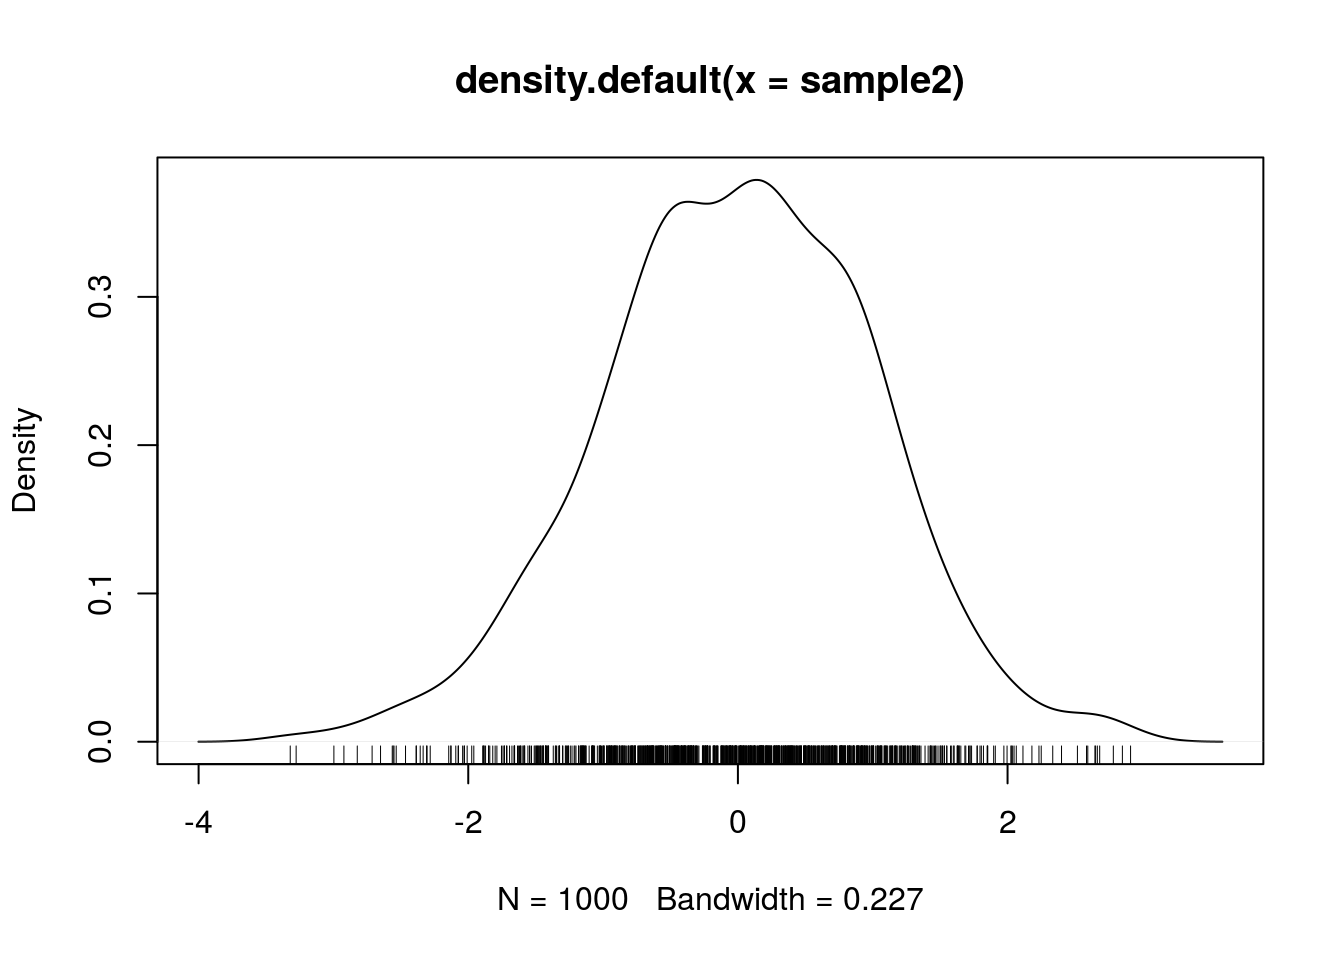 density.default(x = sample2)
Density
0.3
0.2
0.1
0.0
-4 -2 0 2
N = 1000 Bandwidth = 0.227